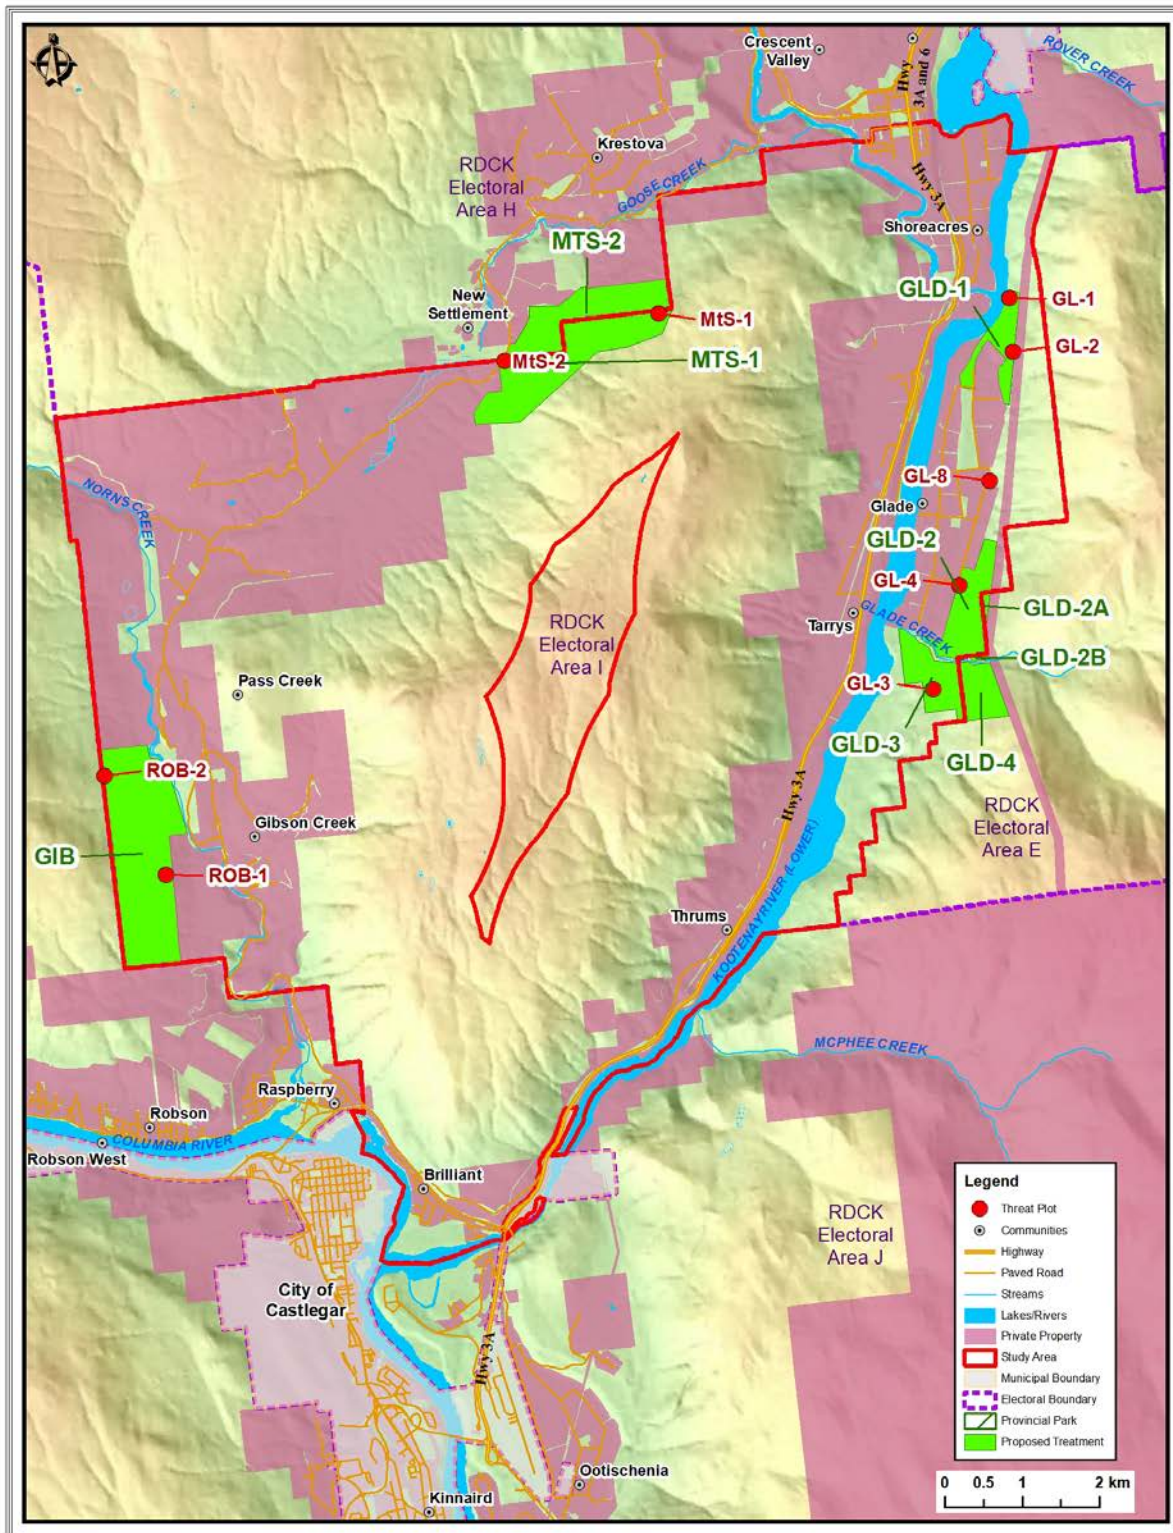 Crescent
Valley
Hwy
3A and 6
ROVER CREEK
Krestova
RDCK
Electoral
Area H
GOOSE CREEK
Hwy 3A
Shoreacres
MTS-2
GLD-1
New
Settlement
MtS-1
GL-1
MtS-2
MTS-1
GL-2
NORNS CREEK
GL-8
Glade
GLD-2
GL-4
GLD-2A
RDCK
Electoral
Area I
Tarrys
GLADE CREEK
GLD-2B
Pass Creek
GL-3
GLD-3
GLD-4
ROB-2
Hwy 3A
RDCK
Electoral
Area E
Gibson Creek
GIB
ROB-1
Thrums
KOOTENAY RIVER (LOWER)
MCPHEE CREEK
Raspberry
Robson
COLUMBIA RIVER
Robson West
Brilliant
RDCK
Electoral
Area J
City of
Castlegar
Hwy 3A
Ootischenia
Kinnaird
Legend
Threat Plot
Communities
Highway
Paved Road
Streams
Lakes/Rivers
Private Property
Study Area
Municipal Boundary
Electoral Boundary
Provincial Park
Proposed Treatment
0 0.5 1 2 km